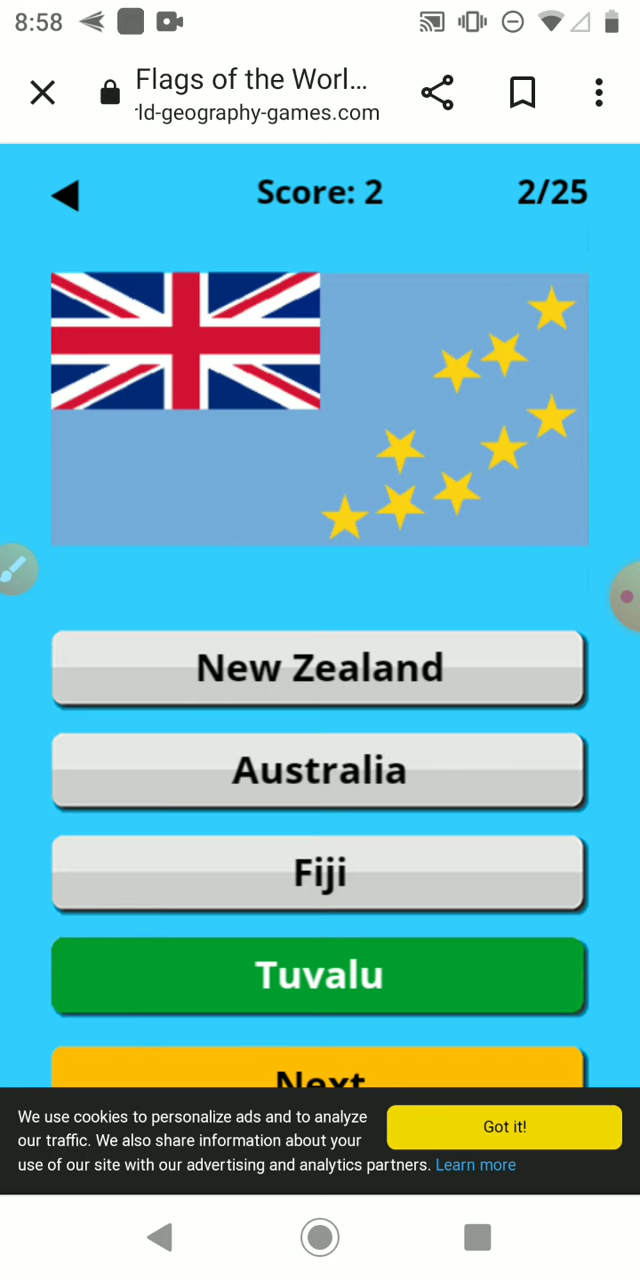 8:58
Flags of the Worl...
rld-geography-games.com
Score: 2
2/25
New Zealand
Australia
Fiji
Tuvalu
Next
We use cookies to personalize ads and to analyze
our traffic. We also share information about your
use of our site with our advertising and analytics partners. Learn more
Got it!